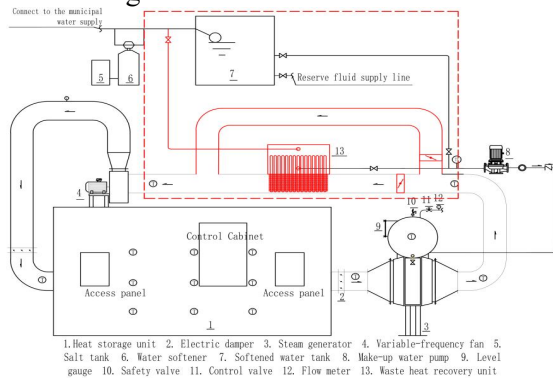 Connect to the municipal
water supply
5
6
7
Reserve fluid supply line
13
8
4
10 11 12
9
Control Cabinet
Access panel
Access panel
1
2
3
1.Heat storage unit 2. Electric damper 3. Steam generator 4. Variable-frequency fan 5.
Salt tank 6. Water softener 7. Softened water tank 8. Make-up water pump 9. Level
gauge 10. Safety valve 11. Control valve 12. Flow meter 13. Waste heat recovery unit